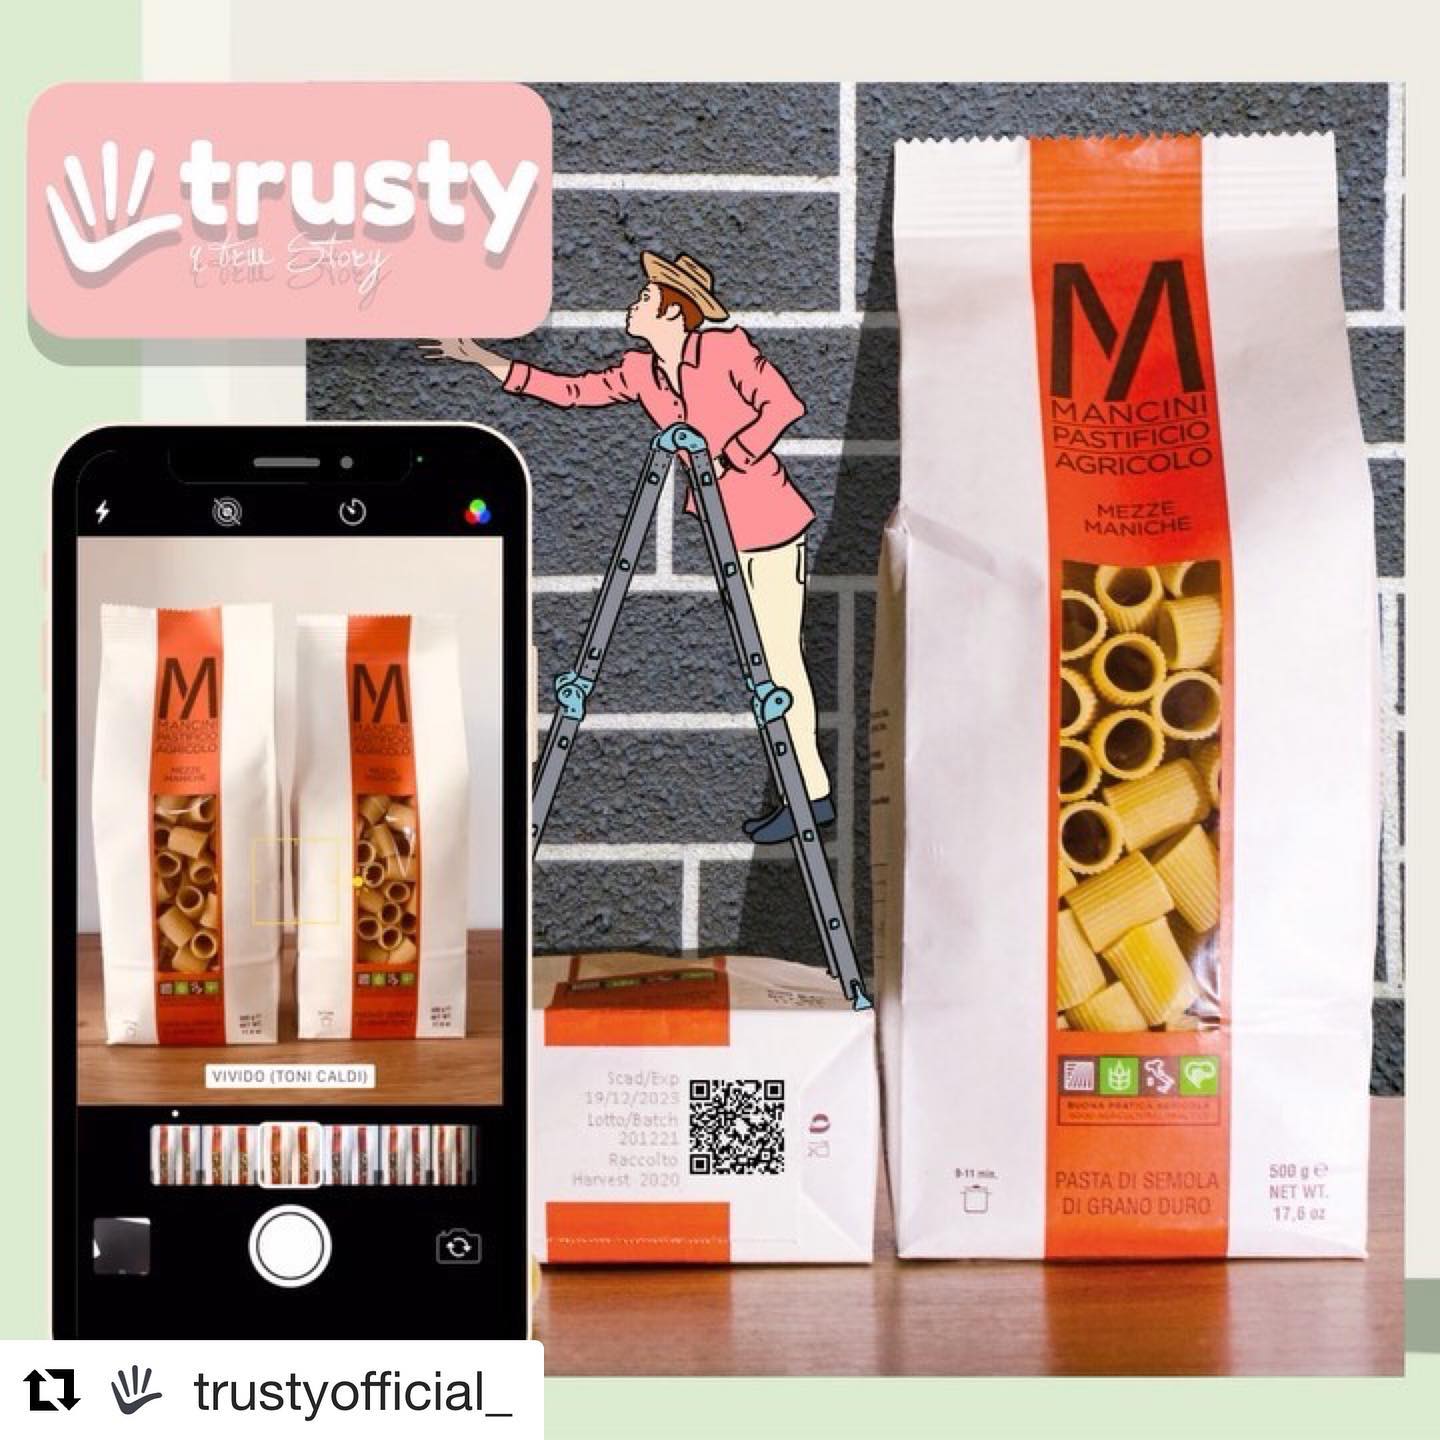 trusty
a True Story
M
MANCINI
PASTIFICIO
AGRICOLO
MEZZE
MANICHE
M
MANCINI
PASTIFICIO
AGRICOLO
MEZZE
MANICHE
M
MANCINI
PASTIFICIO
AGRICOLO
MEZZE
MANICHE
VIVIDO (TONI CALDI)
Scad/Exp
19/12/2023
Lotto/Batch
201221
Raccolto
Harvest 2020
BUONA PRATICA AGRICOLA
9-11 min.
PASTA DI SEMOLA
DI GRANO DURO
500 g ℮
NET WT.
17,6 oz
trustyofficial_